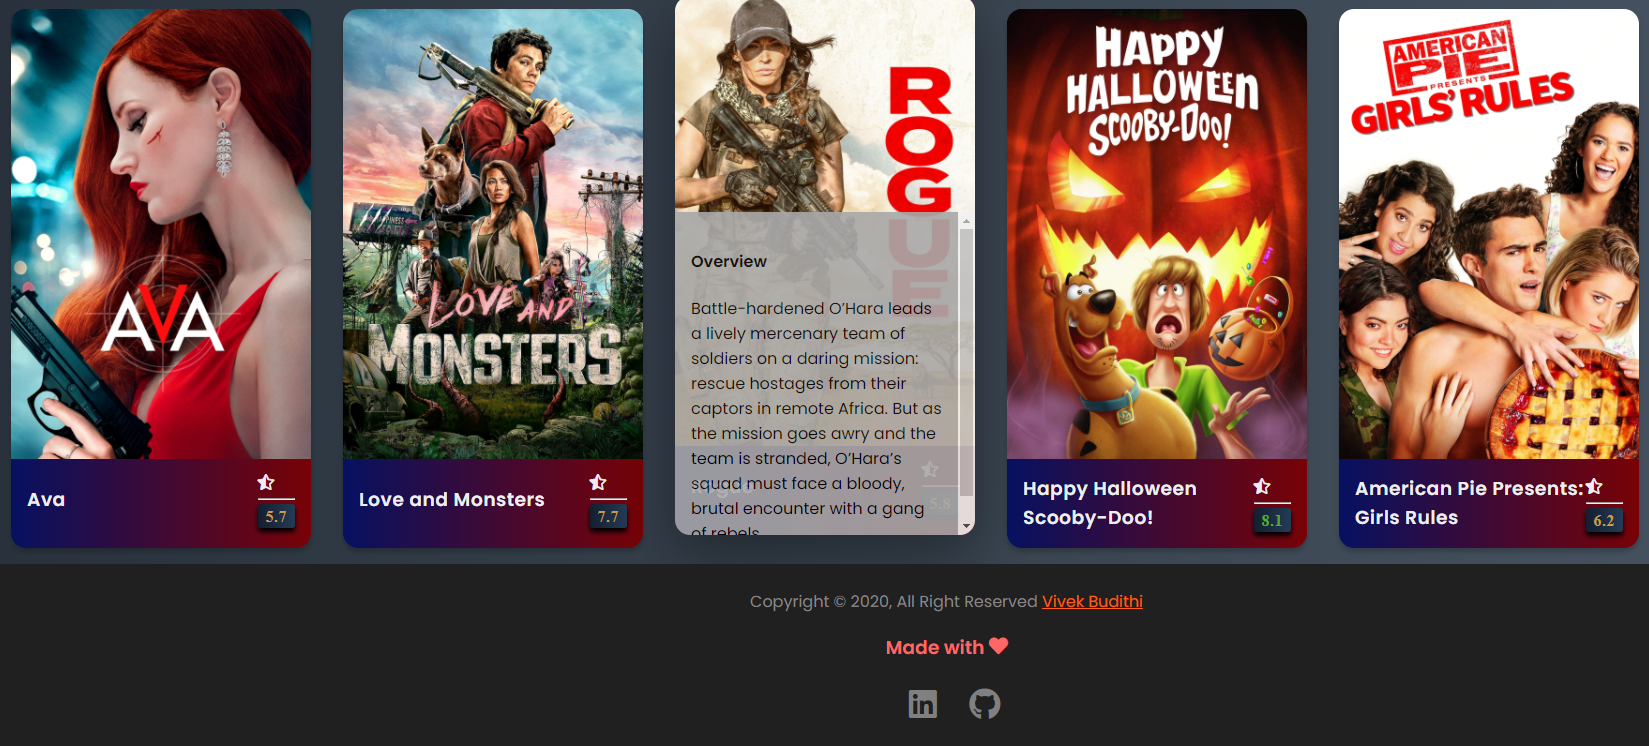 AVA
Ava
5.7
LOVE AND
MONSTERS
Love and Monsters
7.7
ROGUE
Overview
Battle-hardened O’Hara leads
a lively mercenary team of
soldiers on a daring mission:
rescue hostages from their
captors in remote Africa. But as
the mission goes awry and the
team is stranded, O’Hara’s
squad must face a bloody,
brutal encounter with a gang
of rebels
Rogue
5.8
HAPPY
HALLOWEEN
SCOOBY-DOO!
Happy Halloween
Scooby-Doo!
8.1
AMERICAN
PIE
PRESENTS
GIRLS' RULES
American Pie Presents:
Girls Rules
6.2
Copyright © 2020, All Right Reserved Vivek Budithi
Made with
in